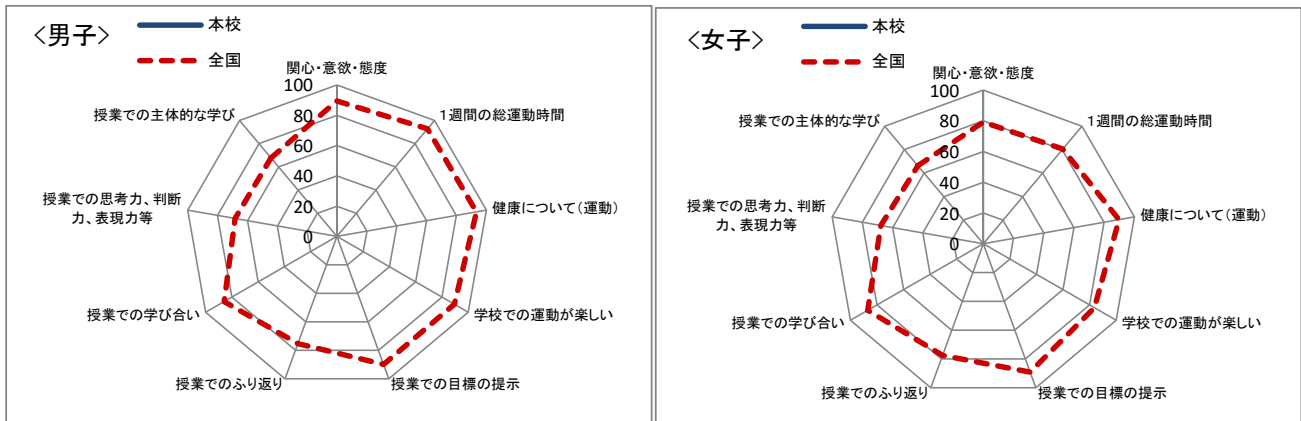 <男子>
本校
全国
関心・意欲・態度
1週間の総運動時間
健康について(運動)
学校での運動が楽しい
授業での目標の提示
授業でのふり返り
授業での学び合い
授業での思考力、判断
力、表現力等
授業での主体的な学び
100
80
60
40
20
0
<女子>
本校
全国
関心・意欲・態度
1週間の総運動時間
健康について(運動)
学校での運動が楽しい
授業での目標の提示
授業でのふり返り
授業での学び合い
授業での思考力、判断
力、表現力等
授業での主体的な学び
100
80
60
40
20
0